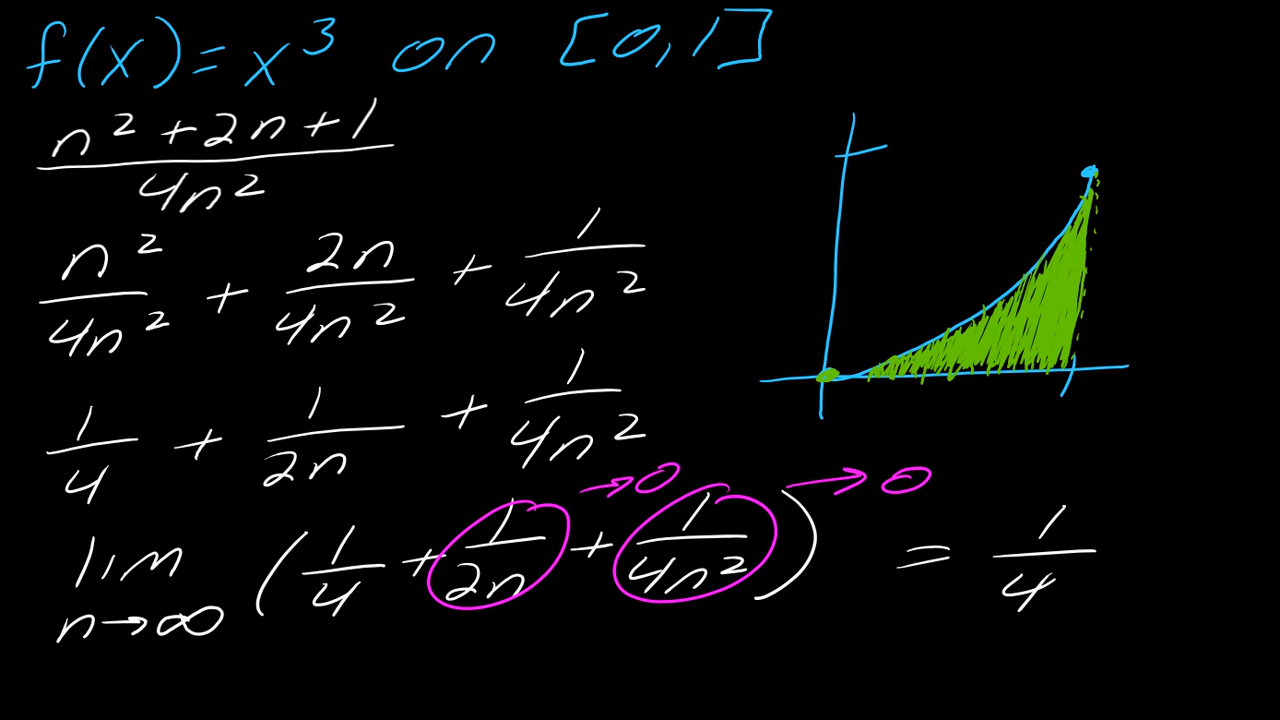 f(x) = x³ on [0,1]
(n² + 2n + 1)/(4n²)
n²/(4n²) + 2n/(4n²) + 1/(4n²)
1/4 + 1/(2n) + 1/(4n²)
→0 →0
lim n→∞ (1/4 + 1/(2n) + 1/(4n²)) = 1/4